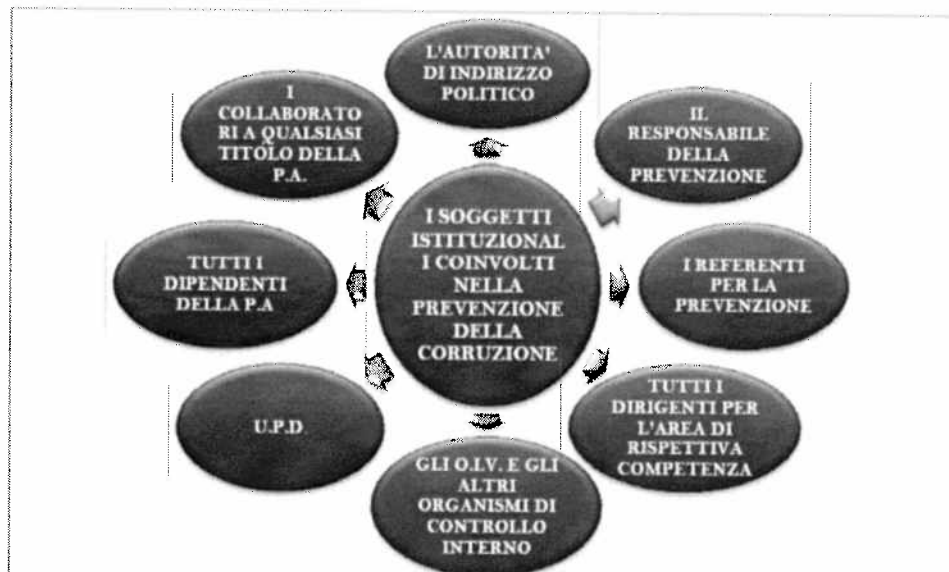 L'AUTORITA'
DI INDIRIZZO
POLITICO
IL
RESPONSABILE
DELLA
PREVENZIONE
I REFERENTI
PER LA
PREVENZIONE
TUTTI I
DIRIGENTI PER
L'AREA DI
RISPETTIVA
COMPETENZA
GLI O.I.V. E GLI
ALTRI
ORGANISMI DI
CONTROLLO
INTERNO
U.P.D.
TUTTI I
DIPENDENTI
DELLA P.A
I
COLLABORATO
RI A QUALSIASI
TITOLO DELLA
P.A.
I SOGGETTI
ISTITUZIONAL
I COINVOLTI
NELLA
PREVENZIONE
DELLA
CORRUZIONE